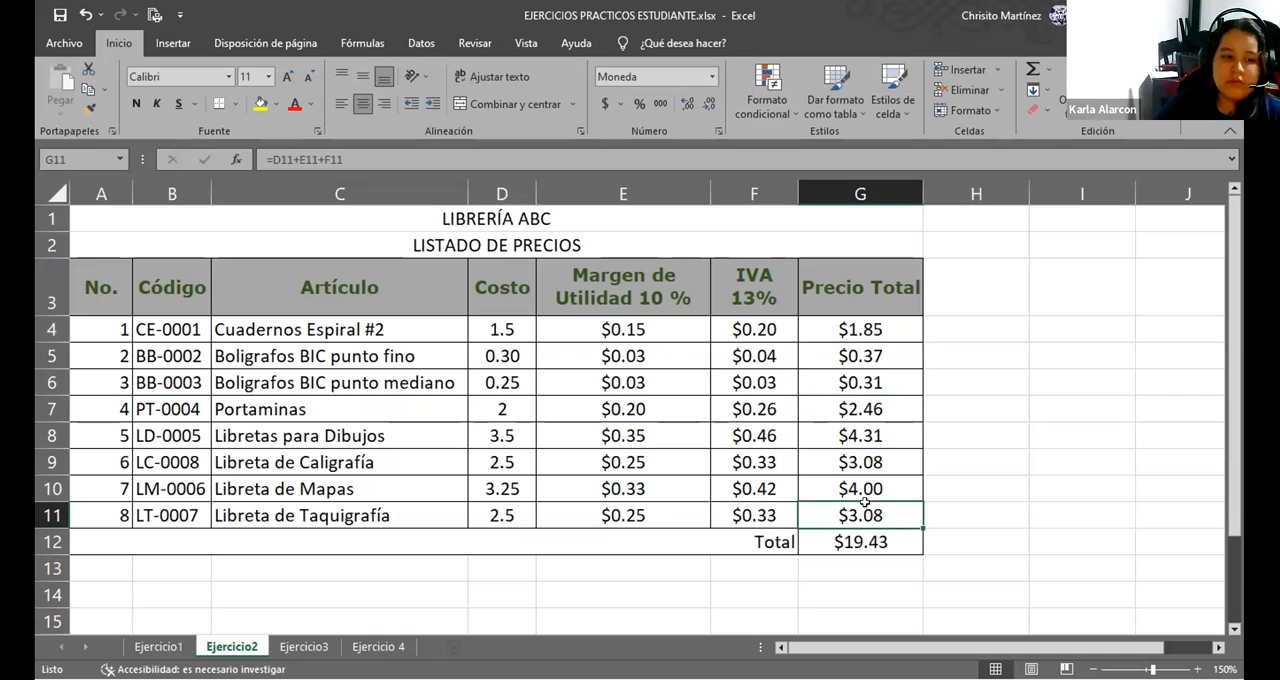 EJERCICIOS PRACTICOS ESTUDIANTE.xlsx - Excel
Chrisito Martínez
Archivo Inicio Insertar Disposición de página Fórmulas Datos Revisar Vista Ayuda ¿Qué desea hacer?
Karla Alarcon
Pegar
Calibri 11
N K S
Ajustar texto
Combinar y centrar
Moneda
$ % 000
Formato condicional
Dar formato como tabla
Estilos de celda
Insertar
Eliminar
Formato
Portapapeles Fuente Alineación Número Estilos Celdas Edición
G11 fx =D11+E11+F11
A B C D E F G H I J
1 LIBRERÍA ABC
2 LISTADO DE PRECIOS
3 No. Código Artículo Costo Margen de Utilidad 10 % IVA 13% Precio Total
4 1 CE-0001 Cuadernos Espiral #2 1.5 $0.15 $0.20 $1.85
5 2 BB-0002 Boligrafos BIC punto fino 0.30 $0.03 $0.04 $0.37
6 3 BB-0003 Boligrafos BIC punto mediano 0.25 $0.03 $0.03 $0.31
7 4 PT-0004 Portaminas 2 $0.20 $0.26 $2.46
8 5 LD-0005 Libretas para Dibujos 3.5 $0.35 $0.46 $4.31
9 6 LC-0008 Libreta de Caligrafía 2.5 $0.25 $0.33 $3.08
10 7 LM-0006 Libreta de Mapas 3.25 $0.33 $0.42 $4.00
11 8 LT-0007 Libreta de Taquigrafía 2.5 $0.25 $0.33 $3.08
12 Total $19.43
13
14
15
Ejercicio1 Ejercicio2 Ejercicio3 Ejercicio 4
Listo Accesibilidad: es necesario investigar 150%